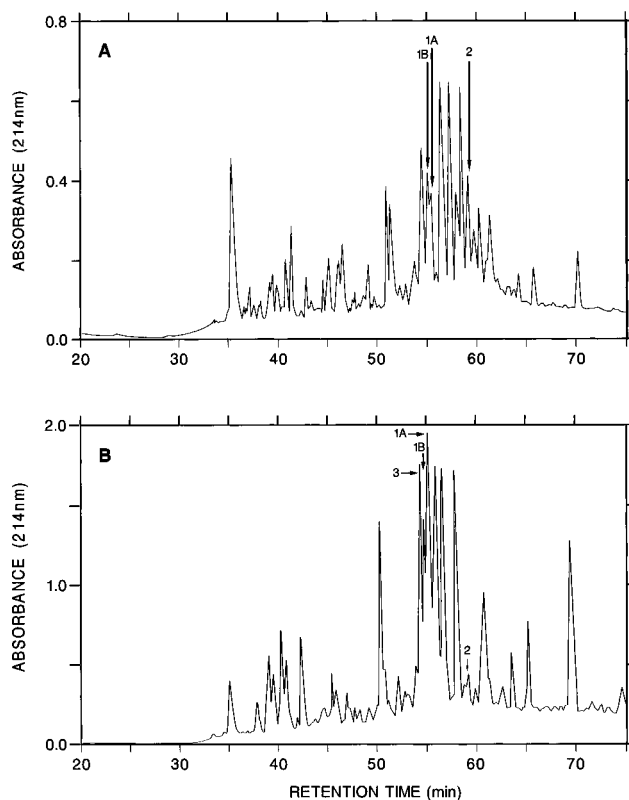 A
1A
1B
2
0.8
0.4
0.0
ABSORBANCE (214nm)
20 30 40 50 60 70
B
1A
1B
3
2
2.0
1.0
0.0
ABSORBANCE (214nm)
20 30 40 50 60 70
RETENTION TIME (min)